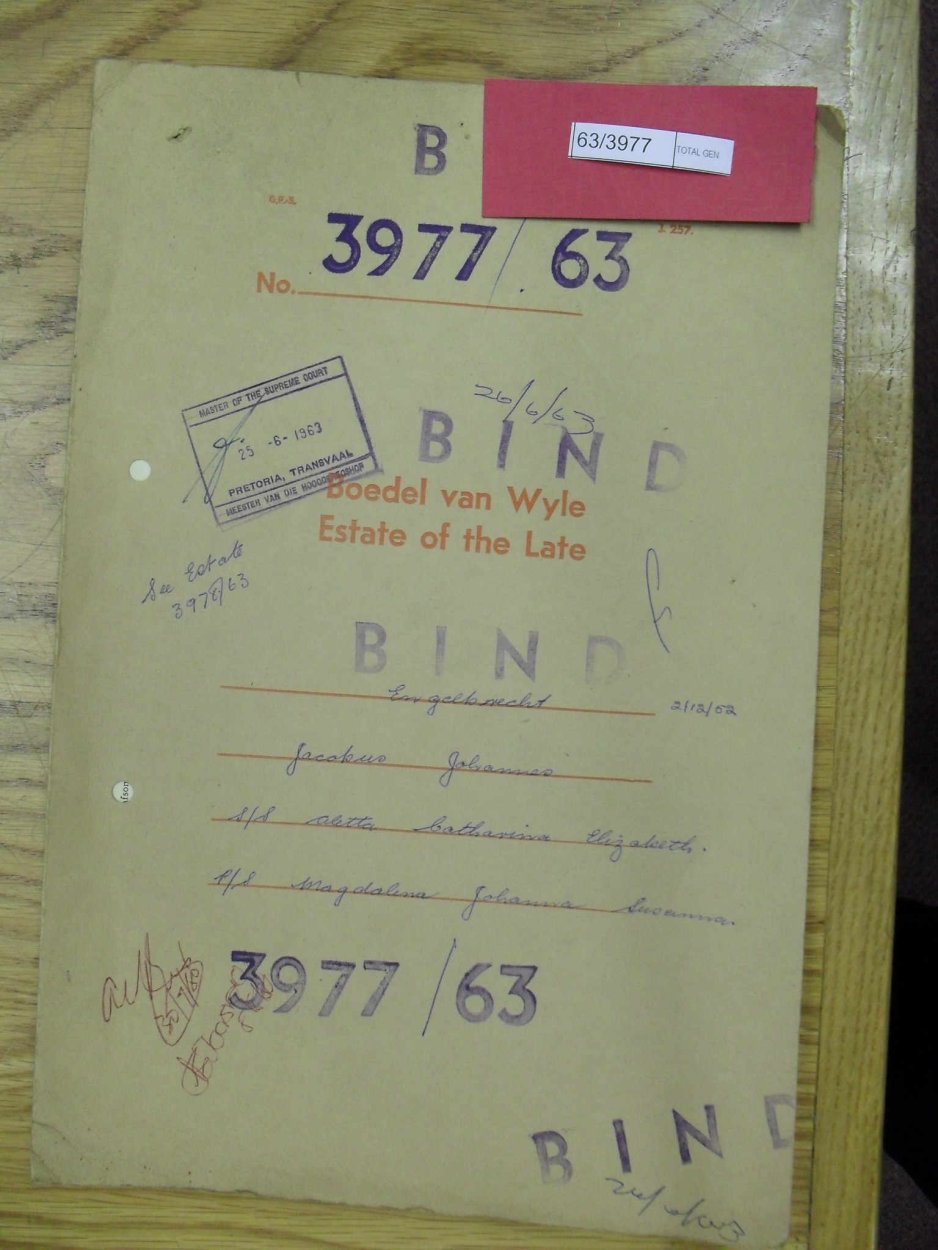 B
63/3977
TOTAL GEN
G.P.-S.
J. 257.
3977/63
No.
MASTER OF THE SUPREME COURT
25 -6- 1963
PRETORIA, TRANSVAAL
MEESTER VAN DIE HOOGGEREGSHOF
26/6/63
BIND
Boedel van Wyle
Estate of the Late
See Estate
3978/63
BIND
Engelbrecht
2/12/62
Jacobus Johannes
s/s Aletta Catharina Elizabeth.
P/s Magdalena Johanna Susanna.
3977/63
BIND